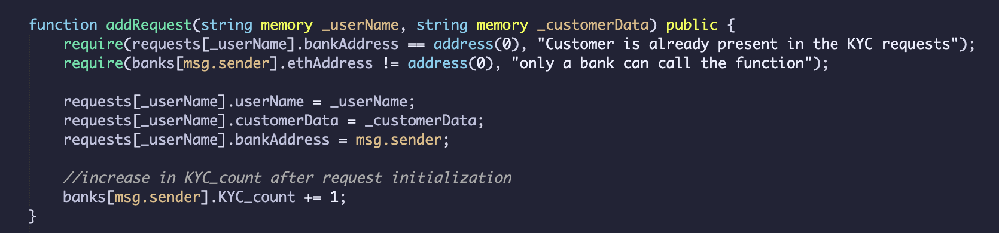 function addRequest(string memory _userName, string memory _customerData) public {
    require(requests[_userName].bankAddress == address(0), "Customer is already present in the KYC requests");
    require(banks[msg.sender].ethAddress != address(0), "only a bank can call the function");

    requests[_userName].userName = _userName;
    requests[_userName].customerData = _customerData;
    requests[_userName].bankAddress = msg.sender;

    //increase in KYC_count after request initialization
    banks[msg.sender].KYC_count += 1;
}